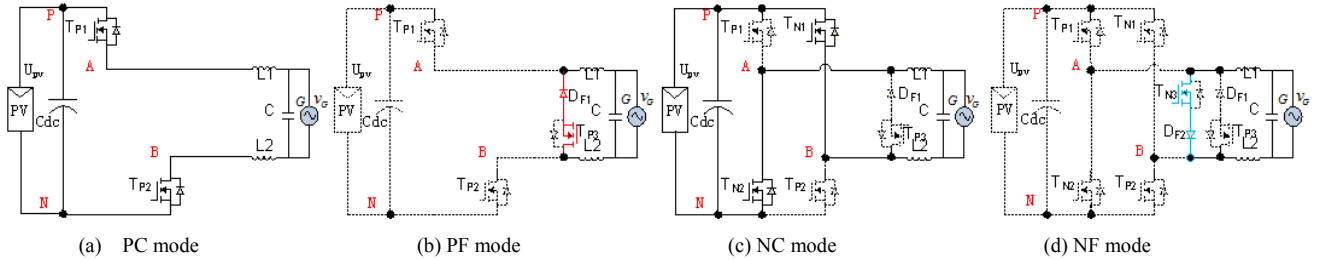 P
TP1
Upv
A
L1
PV
Cdc
C
G
vG
B
L2
TP2
N
(a) PC mode
P
TP1
Upv
A
L1
DF1
PV
Cdc
C
G
vG
TP3
B
L2
TP2
N
(b) PF mode
P
TP1
TN1
Upv
A
L1
DF1
PV
Cdc
C
G
vG
TP3
B
L2
TN2
TP2
N
(c) NC mode
P
TP1
TN1
Upv
A
L1
TN3
DF1
PV
Cdc
C
G
vG
DF2
TP3
B
L2
TN2
TP2
N
(d) NF mode